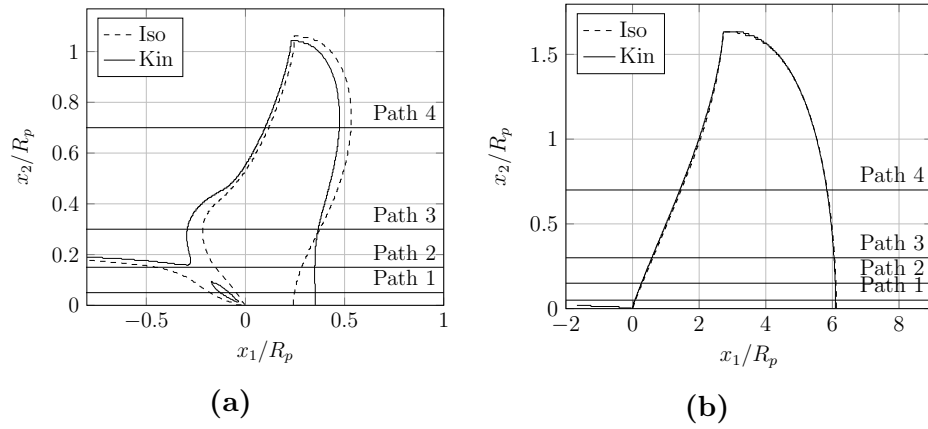 Iso
Kin
1
0.8
0.6
0.4
0.2
0
x₂/Rₚ
Path 4
Path 3
Path 2
Path 1
−0.5
0
0.5
1
x₁/Rₚ
(a)
Iso
Kin
1.5
1
0.5
0
x₂/Rₚ
Path 4
Path 3
Path 2
Path 1
−2
0
2
4
6
8
x₁/Rₚ
(b)